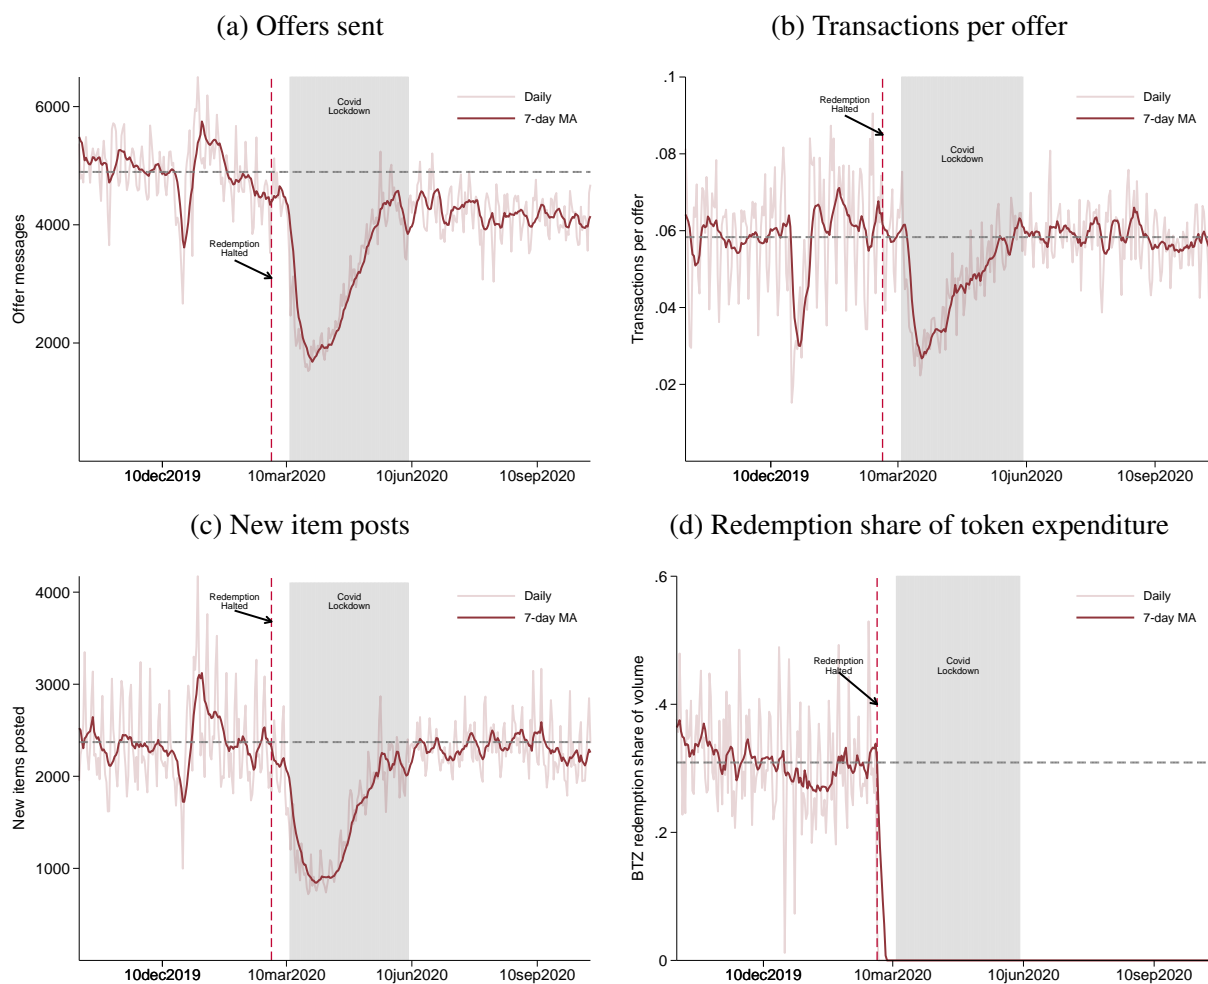 (a) Offers sent
6000
4000
2000
Offer messages
Redemption
Halted
Covid
Lockdown
Daily
7-day MA
10dec2019
10mar2020
10jun2020
10sep2020
(b) Transactions per offer
.1
.08
.06
.04
.02
Transactions per offer
Redemption
Halted
Covid
Lockdown
Daily
7-day MA
10dec2019
10mar2020
10jun2020
10sep2020
(c) New item posts
4000
3000
2000
1000
New items posted
Redemption
Halted
Covid
Lockdown
Daily
7-day MA
10dec2019
10mar2020
10jun2020
10sep2020
(d) Redemption share of token expenditure
.6
.4
.2
0
BTZ redemption share of volume
Redemption
Halted
Covid
Lockdown
Daily
7-day MA
10dec2019
10mar2020
10jun2020
10sep2020